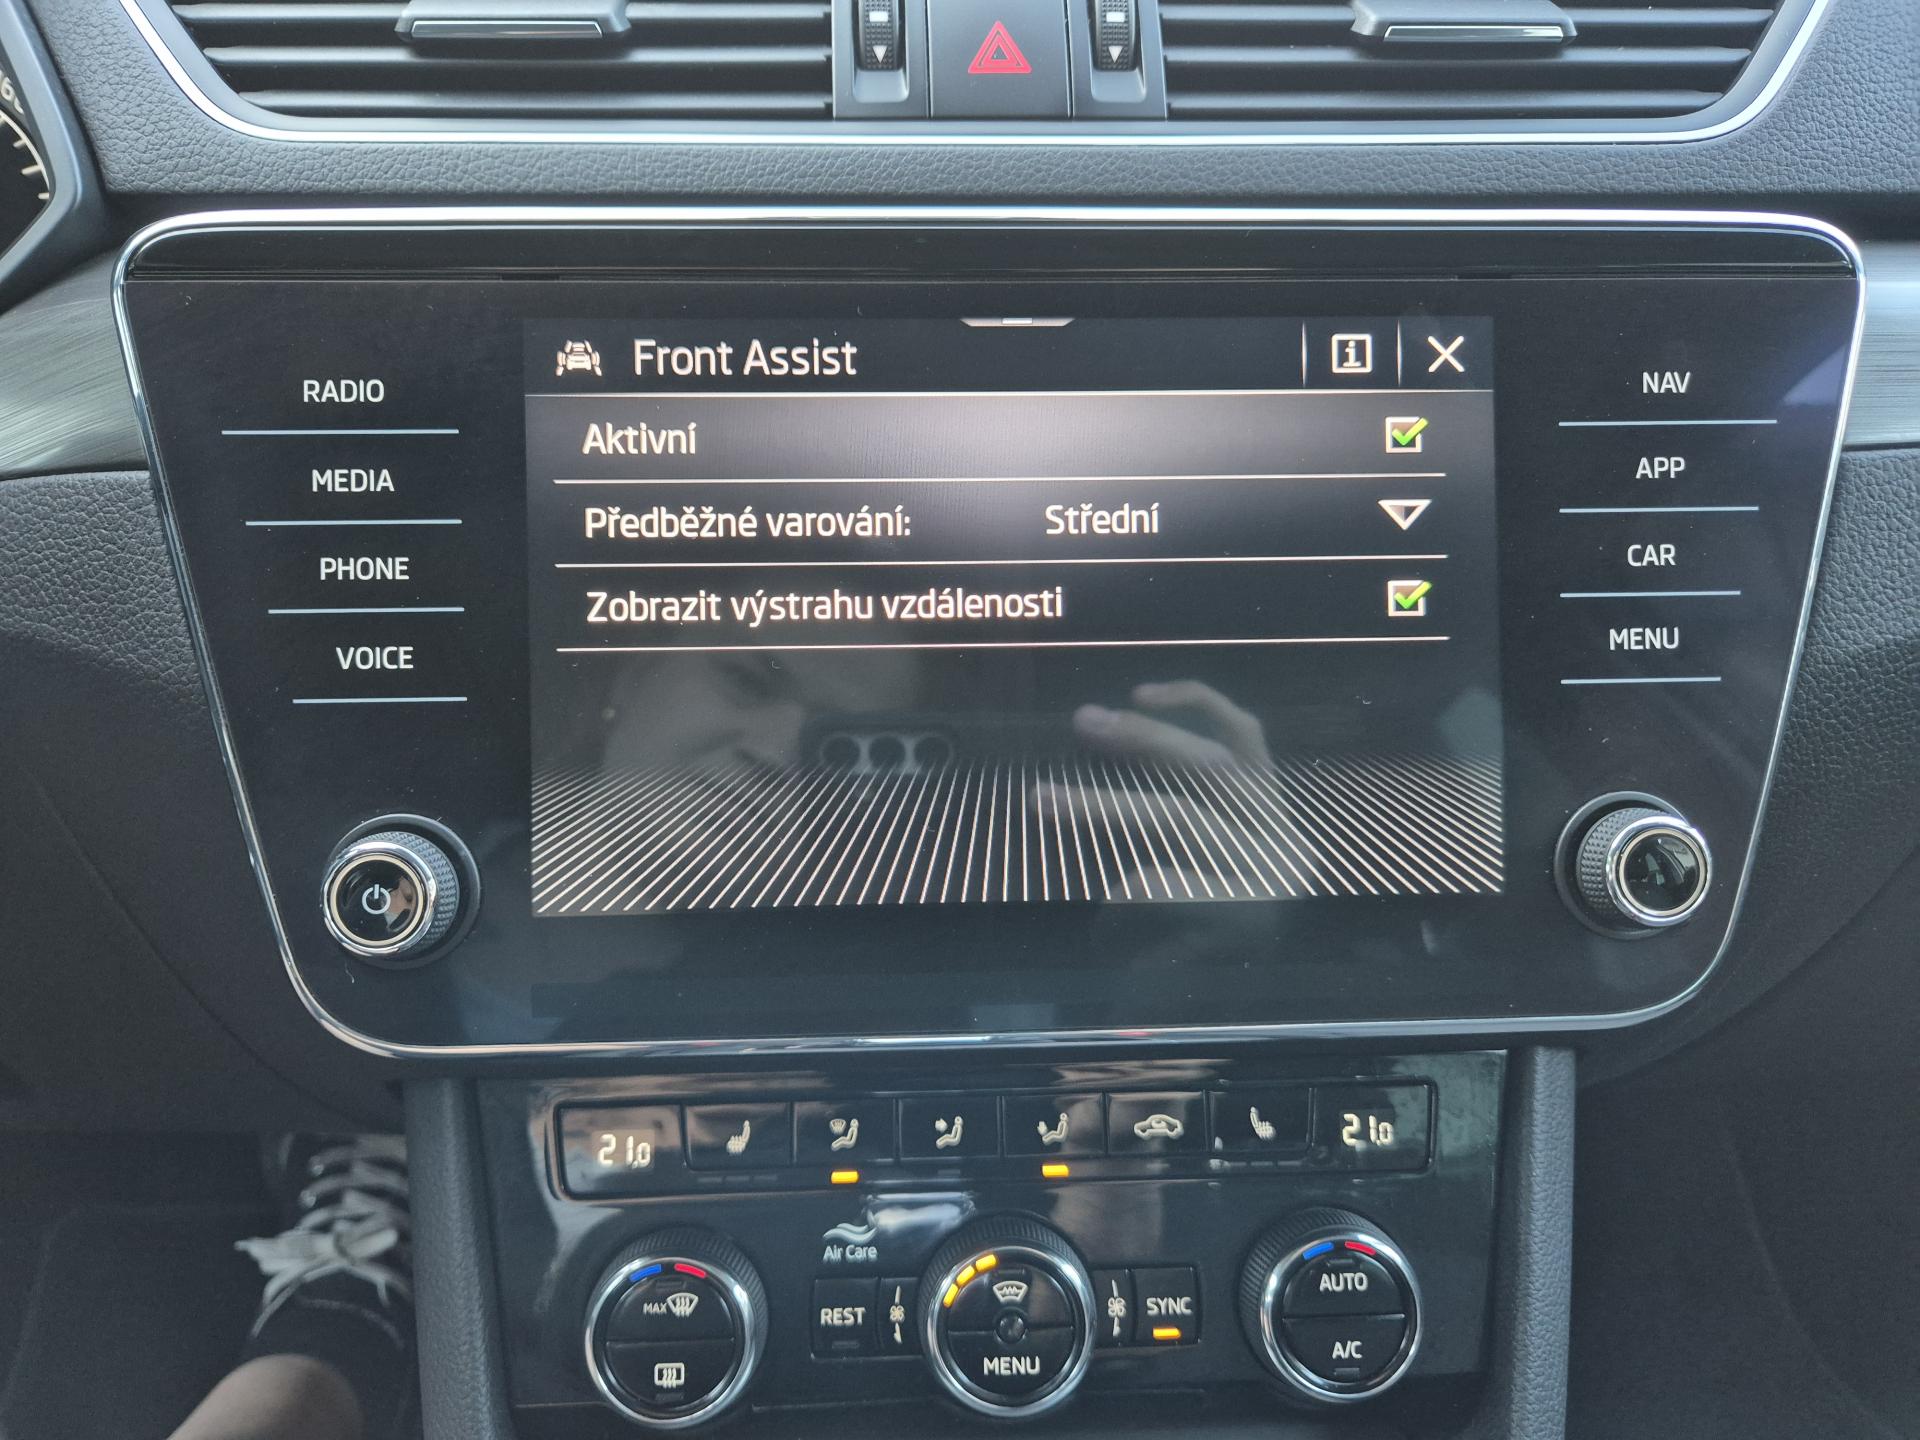 Front Assist
i
RADIO
NAV
Aktivní
MEDIA
APP
Předběžné varování: Střední
PHONE
CAR
Zobrazit výstrahu vzdálenosti
VOICE
MENU
21,0
21,0
Air Care
MAX
REST
SYNC
AUTO
MENU
A/C